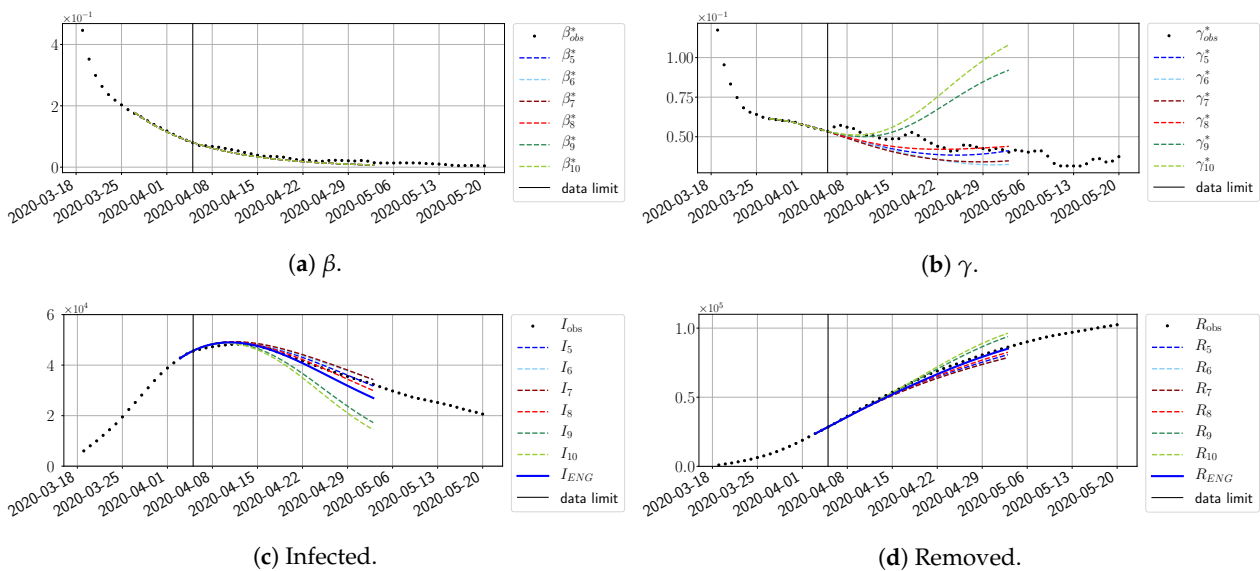 ×10⁻¹
4
2
0
2020-03-18
2020-03-25
2020-04-01
2020-04-08
2020-04-15
2020-04-22
2020-04-29
2020-05-06
2020-05-13
2020-05-20
β*obs
β*5
β*6
β*7
β*8
β*9
β*10
data limit
(a) β.
×10⁻¹
1.00
0.75
0.50
2020-03-18
2020-03-25
2020-04-01
2020-04-08
2020-04-15
2020-04-22
2020-04-29
2020-05-06
2020-05-13
2020-05-20
γ*obs
γ*5
γ*6
γ*7
γ*8
γ*9
γ*10
data limit
(b) γ.
×10⁴
6
4
2
0
2020-03-18
2020-03-25
2020-04-01
2020-04-08
2020-04-15
2020-04-22
2020-04-29
2020-05-06
2020-05-13
2020-05-20
Iobs
I5
I6
I7
I8
I9
I10
IENG
data limit
(c) Infected.
×10⁵
1.0
0.5
0.0
2020-03-18
2020-03-25
2020-04-01
2020-04-08
2020-04-15
2020-04-22
2020-04-29
2020-05-06
2020-05-13
2020-05-20
Robs
R5
R6
R7
R8
R9
R10
RENG
data limit
(d) Removed.